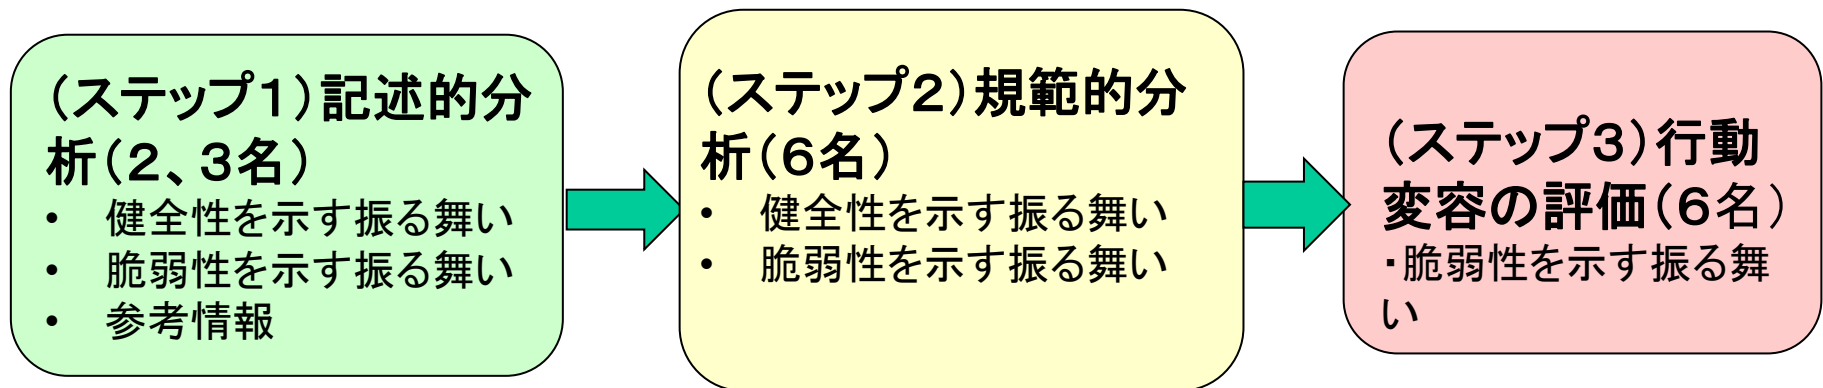 （ステップ１）記述的分
析（２、３名）
• 健全性を示す振る舞い
• 脆弱性を示す振る舞い
• 参考情報
（ステップ２）規範的分
析（６名）
• 健全性を示す振る舞い
• 脆弱性を示す振る舞い
（ステップ３）行動
変容の評価（６名）
・脆弱性を示す振る舞
い